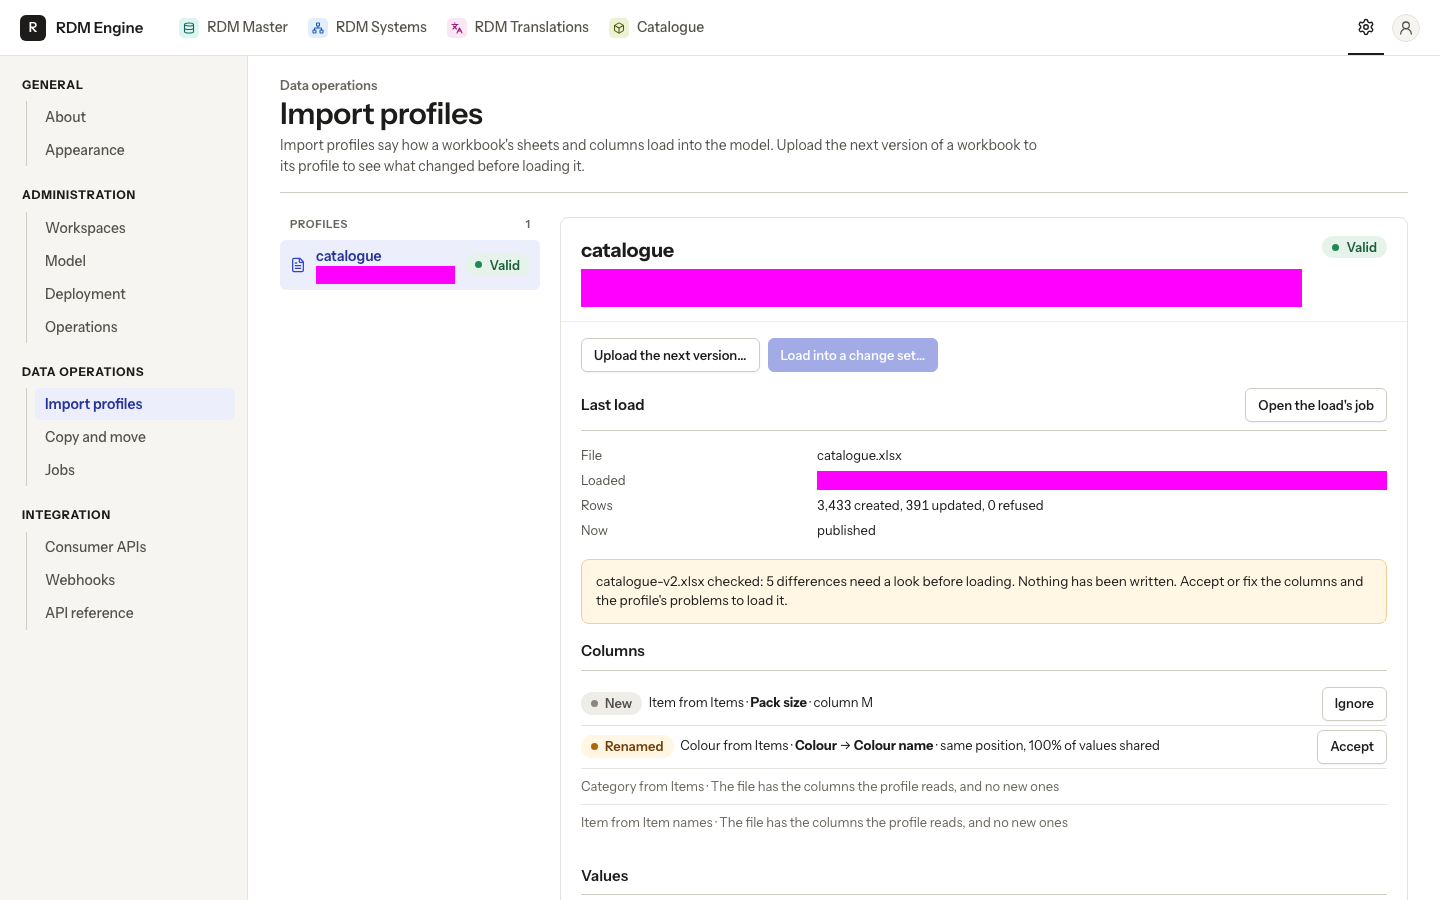 R RDM Engine RDM Master RDM Systems RDM Translations Catalogue
GENERAL
About
Appearance
ADMINISTRATION
Workspaces
Model
Deployment
Operations
DATA OPERATIONS
Import profiles
Copy and move
Jobs
INTEGRATION
Consumer APIs
Webhooks
API reference
Data operations
Import profiles
Import profiles say how a workbook's sheets and columns load into the model. Upload the next version of a workbook to
its profile to see what changed before loading it.
PROFILES 1
catalogue
Valid
catalogue
Valid
Upload the next version... Load into a change set...
Last load
Open the load's job
File catalogue.xlsx
Loaded
Rows 3,433 created, 391 updated, 0 refused
Now published
catalogue-v2.xlsx checked: 5 differences need a look before loading. Nothing has been written. Accept or fix the columns and
the profile's problems to load it.
Columns
New Item from Items · Pack size · column M Ignore
Renamed Colour from Items · Colour → Colour name · same position, 100% of values shared Accept
Category from Items · The file has the columns the profile reads, and no new ones
Item from Item names · The file has the columns the profile reads, and no new ones
Values